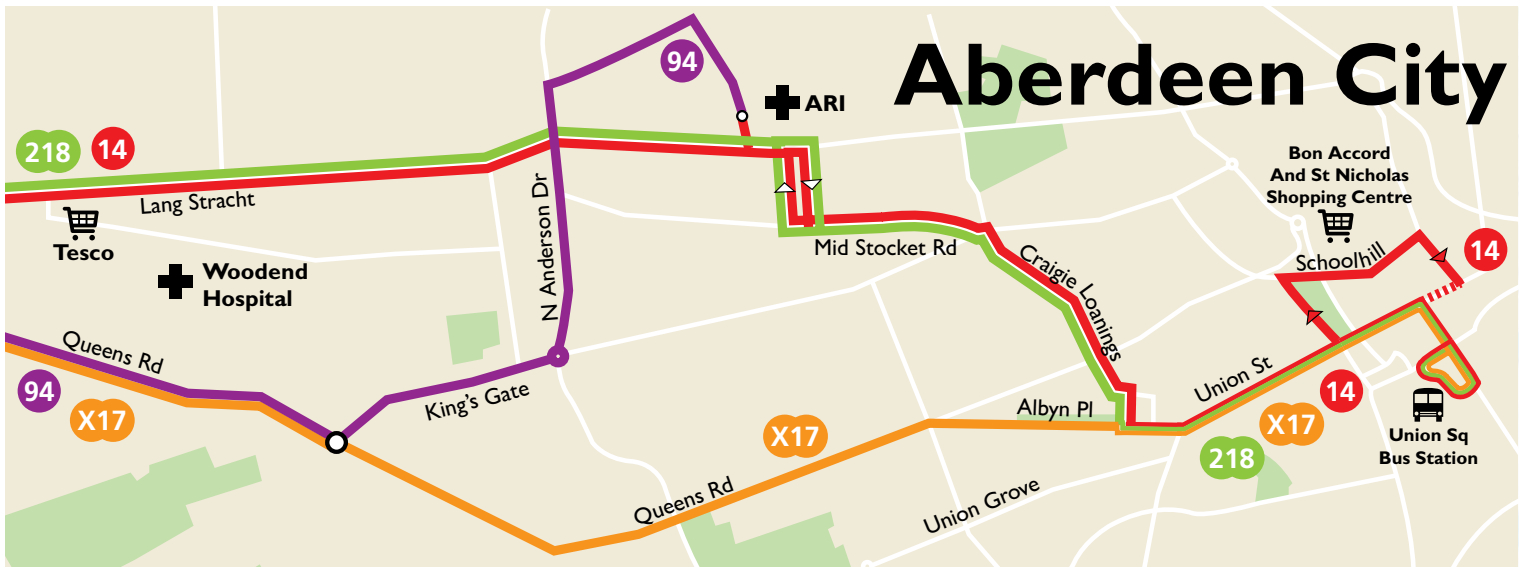 Aberdeen City
94
ARI
218
14
Bon Accord
And St Nicholas
Shopping Centre
Lang Stracht
Tesco
N Anderson Dr
Mid Stocket Rd
Craigie Loanings
Schoolhill
14
Woodend
Hospital
Queens Rd
94
X17
King's Gate
Albyn Pl
Union St
14
X17
X17
218
Union Sq
Bus Station
Queens Rd
Union Grove